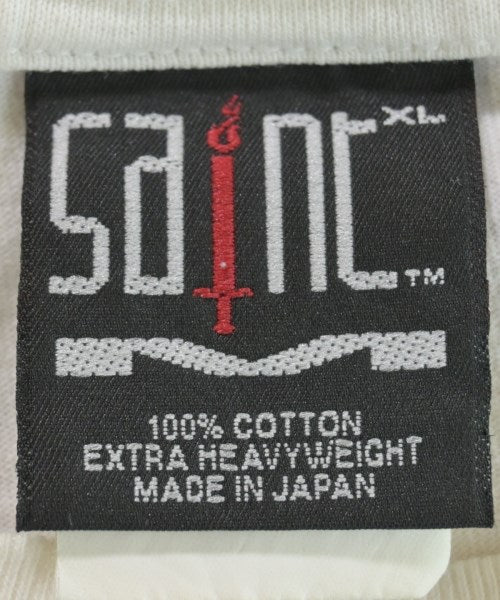 saint XL
TM
100% COTTON
EXTRA HEAVYWEIGHT
MADE IN JAPAN